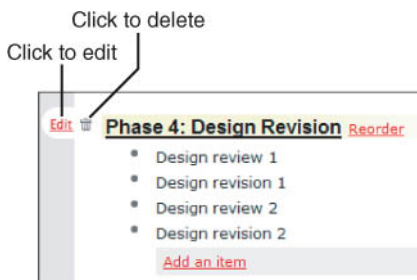 Click to delete
Click to edit
Edit Phase 4: Design Revision Reorder
Design review 1
Design revision 1
Design review 2
Design revision 2
Add an item